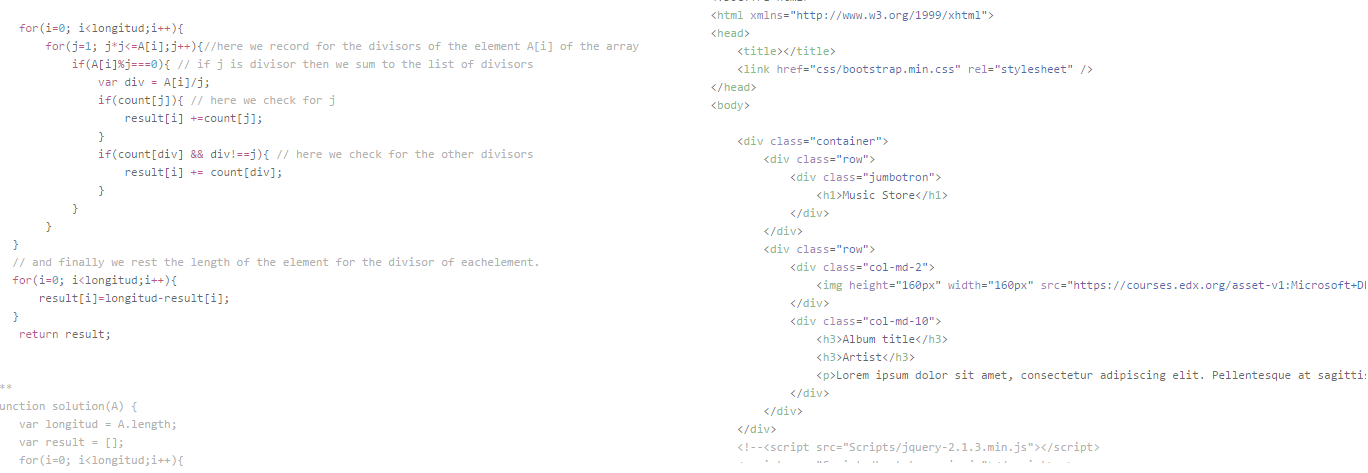 for(i=0; i<longitud;i++){
for(j=1; j*j<=A[i];j++){//here we record for the divisors of the element A[i] of the array
if(A[i]%j===0){ // if j is divisor then we sum to the list of divisors
var div = A[i]/j;
if(count[j]){ // here we check for j
result[i] +=count[j];
}
if(count[div] && div!==j){ // here we check for the other divisors
result[i] += count[div];
}
}
}
}
// and finally we rest the length of the element for the divisor of eachelement.
for(i=0; i<longitud;i++){
result[i]=longitud-result[i];
}
return result;
**
unction solution(A) {
var longitud = A.length;
var result = [];
for(i=0; i<longitud;i++){
<html xmlns="http://www.w3.org/1999/xhtml">
<head>
<title></title>
<link href="css/bootstrap.min.css" rel="stylesheet" />
</head>
<body>
<div class="container">
<div class="row">
<div class="jumbotron">
<h1>Music Store</h1>
</div>
</div>
<div class="row">
<div class="col-md-2">
<img height="160px" width="160px" src="https://courses.edx.org/asset-v1:Microsoft+D
</div>
<div class="col-md-10">
<h3>Album title</h3>
<h3>Artist</h3>
<p>Lorem ipsum dolor sit amet, consectetur adipiscing elit. Pellentesque at sagittis
</div>
</div>
</div>
<!--<script src="Scripts/jquery-2.1.3.min.js"></script>